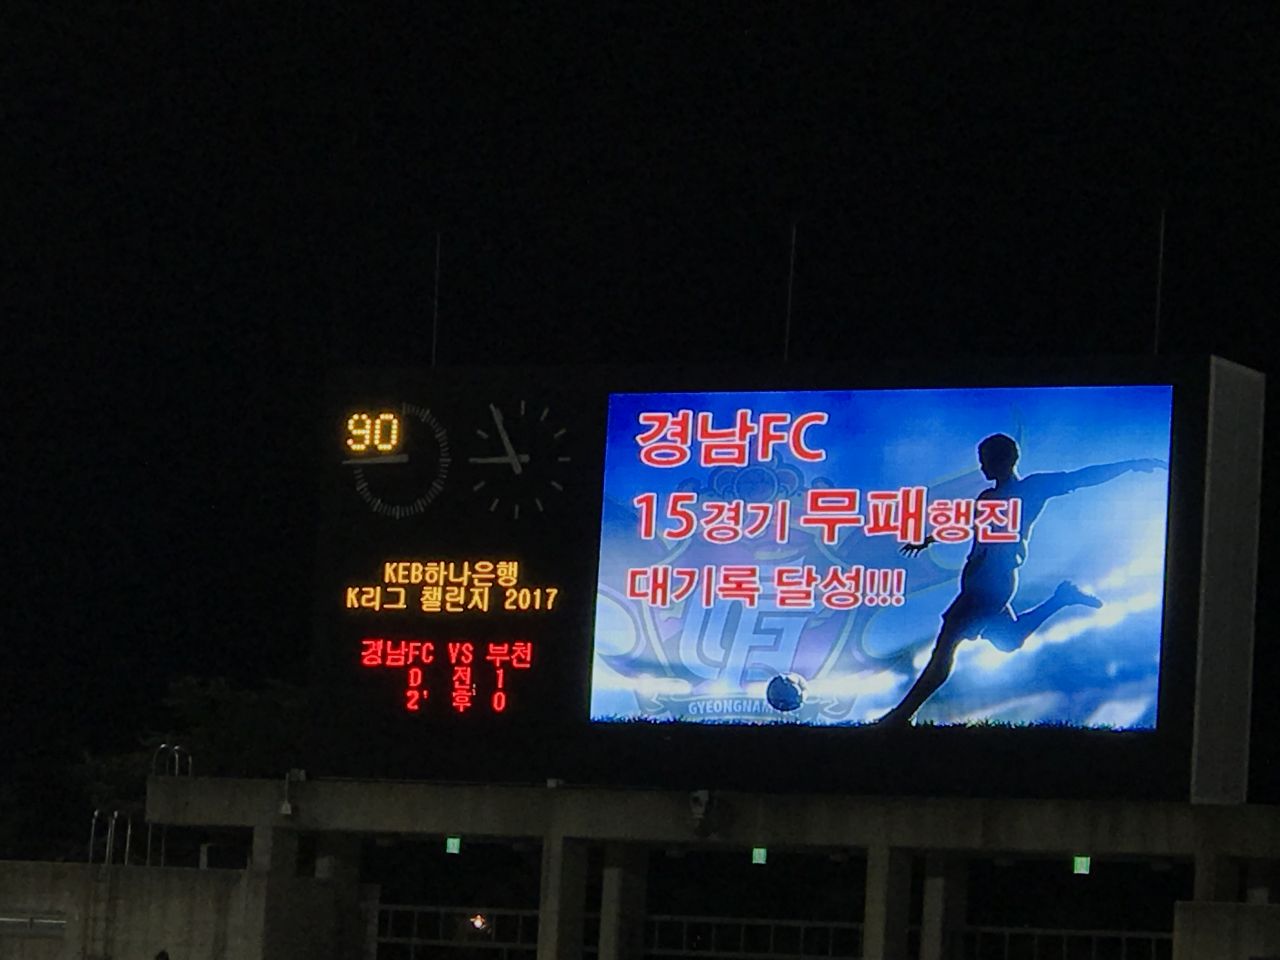 90
KEB하나은행
K리그 챌린지 2017
경남FC VS 부천
0 전 1
2 후 0
경남FC
15경기 무패행진
대기록 달성!!!
GYEONGNAM